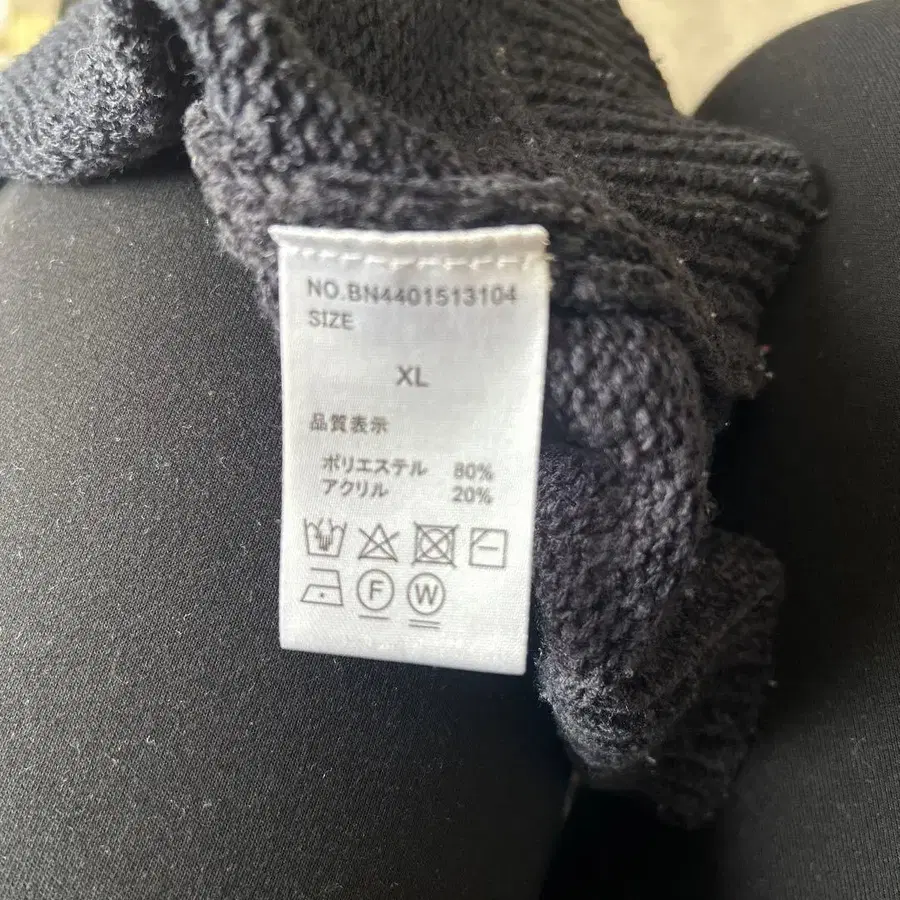 NO.BN4401513104
SIZE
XL
品質表示
ポリエステル 80%
アクリル 20%
F W